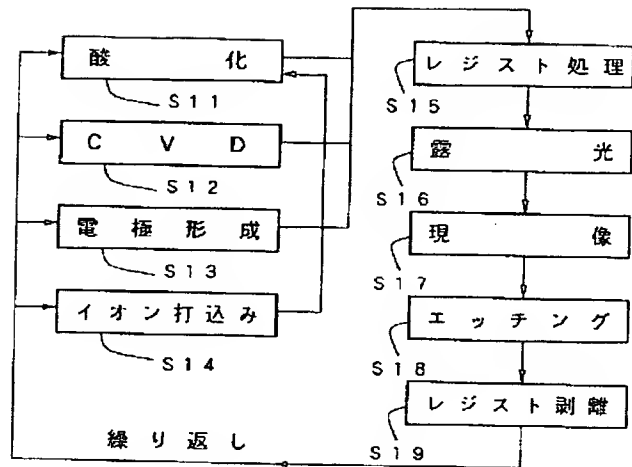 酸化
S11
CVD
S12
電極形成
S13
イオン打込み
S14
レジスト処理
S15
露光
S16
現像
S17
エッチング
S18
レジスト剥離
S19
繰り返し